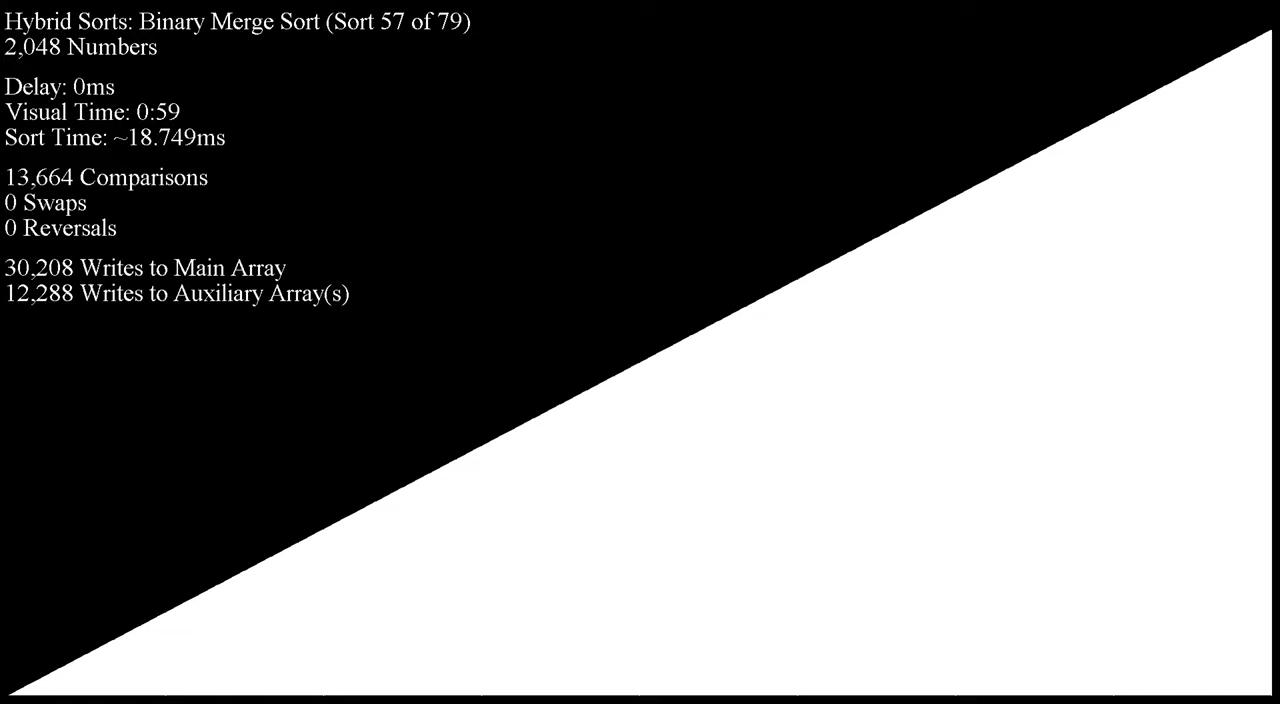 Hybrid Sorts: Binary Merge Sort (Sort 57 of 79)
2,048 Numbers
Delay: 0ms
Visual Time: 0:59
Sort Time: ~18.749ms
13,664 Comparisons
0 Swaps
0 Reversals
30,208 Writes to Main Array
12,288 Writes to Auxiliary Array(s)